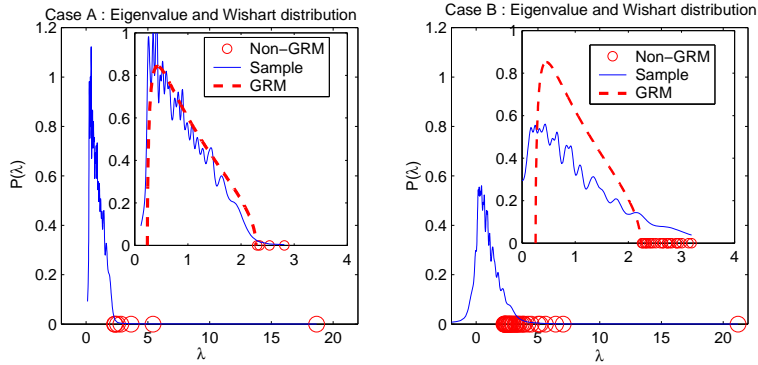 Case A : Eigenvalue and Wishart distribution
P(λ)
1.2
1
0.8
0.6
0.4
0.2
0
0 5 10 15 20
λ
1
0.8
0.6
0.4
0.2
0
0 1 2 3 4
Non−GRM
Sample
GRM
Case B : Eigenvalue and Wishart distribution
P(λ)
1.2
1
0.8
0.6
0.4
0.2
0
0 5 10 15 20
λ
1
0.8
0.6
0.4
0.2
0
0 1 2 3 4
Non−GRM
Sample
GRM